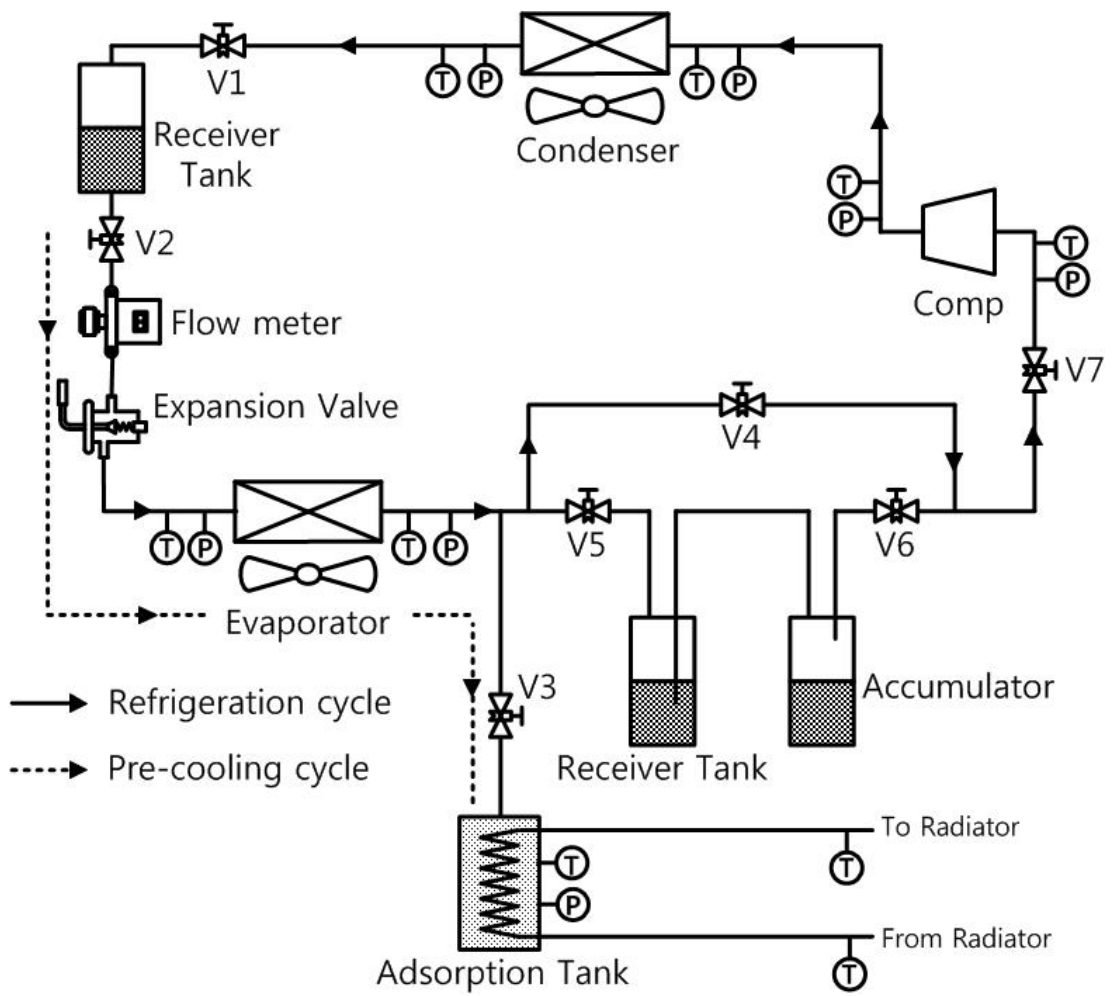 V1
T
P
T
P
Condenser
Receiver
Tank
T
P
T
P
Comp
V2
Flow meter
V7
Expansion Valve
V4
T
P
T
P
V5
V6
Evaporator
V3
Accumulator
Refrigeration cycle
Receiver Tank
Pre-cooling cycle
To Radiator
T
T
P
From Radiator
T
Adsorption Tank